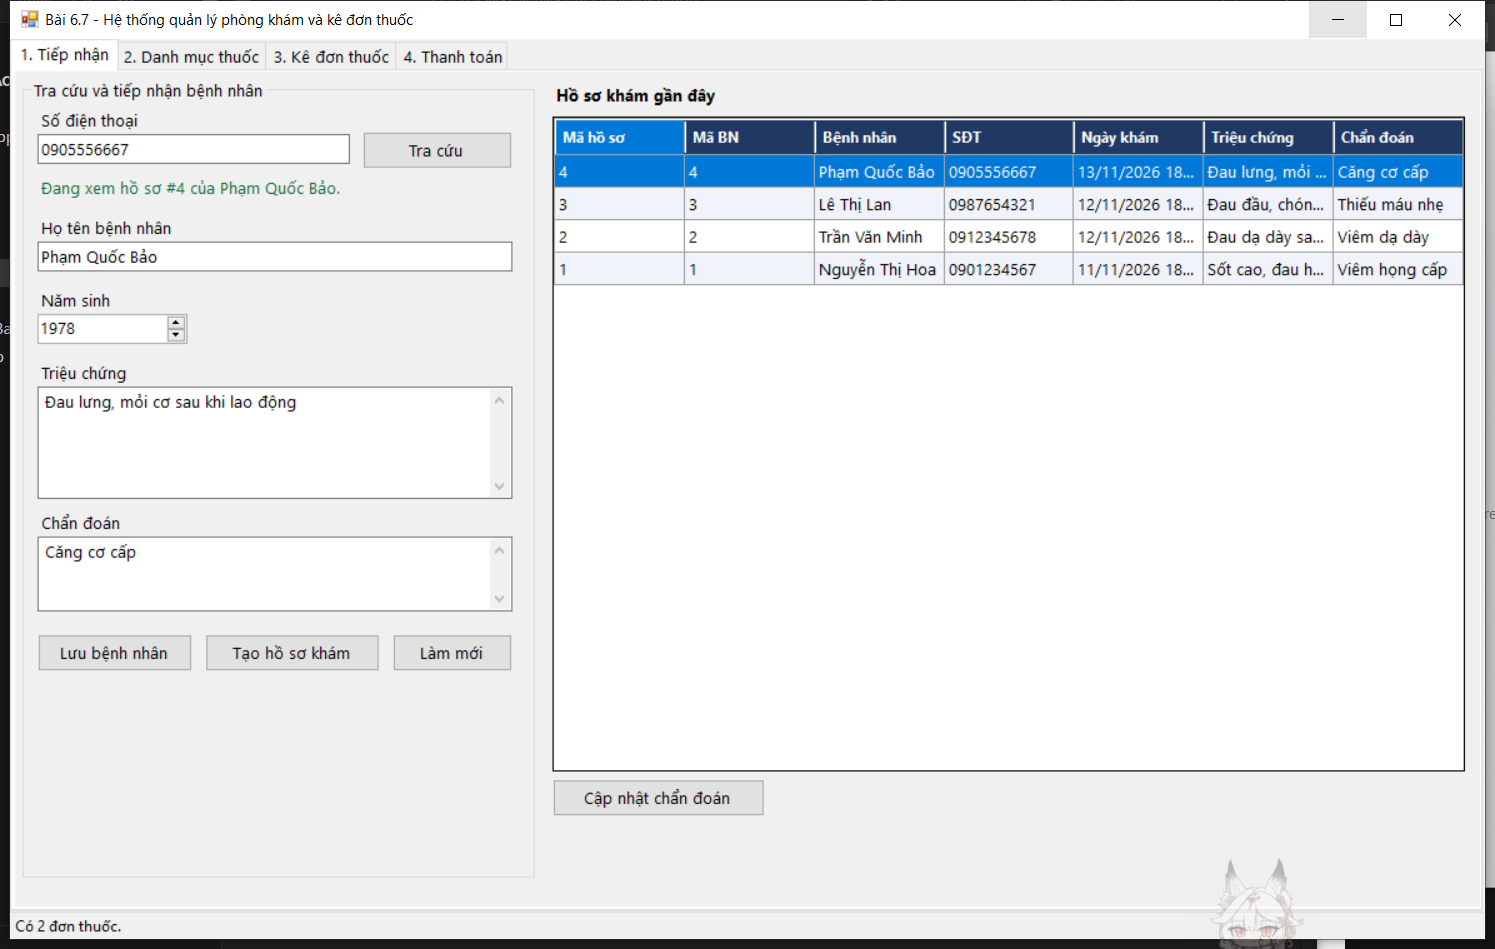 Bài 6.7 - Hệ thống quản lý phòng khám và kê đơn thuốc
1. Tiếp nhận
2. Danh mục thuốc
3. Kê đơn thuốc
4. Thanh toán
Tra cứu và tiếp nhận bệnh nhân
Số điện thoại
0905556667
Tra cứu
Đang xem hồ sơ #4 của Phạm Quốc Bảo.
Họ tên bệnh nhân
Phạm Quốc Bảo
Năm sinh
1978
Triệu chứng
Đau lưng, mỏi cơ sau khi lao động
Chẩn đoán
Căng cơ cấp
Lưu bệnh nhân
Tạo hồ sơ khám
Làm mới
Hồ sơ khám gần đây
Mã hồ sơ Mã BN Bệnh nhân SĐT Ngày khám Triệu chứng Chẩn đoán
4 4 Phạm Quốc Bảo 0905556667 13/11/2026 18... Đau lưng, mỏi ... Căng cơ cấp
3 3 Lê Thị Lan 0987654321 12/11/2026 18... Đau đầu, chón... Thiếu máu nhẹ
2 2 Trần Văn Minh 0912345678 12/11/2026 18... Đau dạ dày sa... Viêm dạ dày
1 1 Nguyễn Thị Hoa 0901234567 11/11/2026 18... Sốt cao, đau h... Viêm họng cấp
Cập nhật chẩn đoán
Có 2 đơn thuốc.